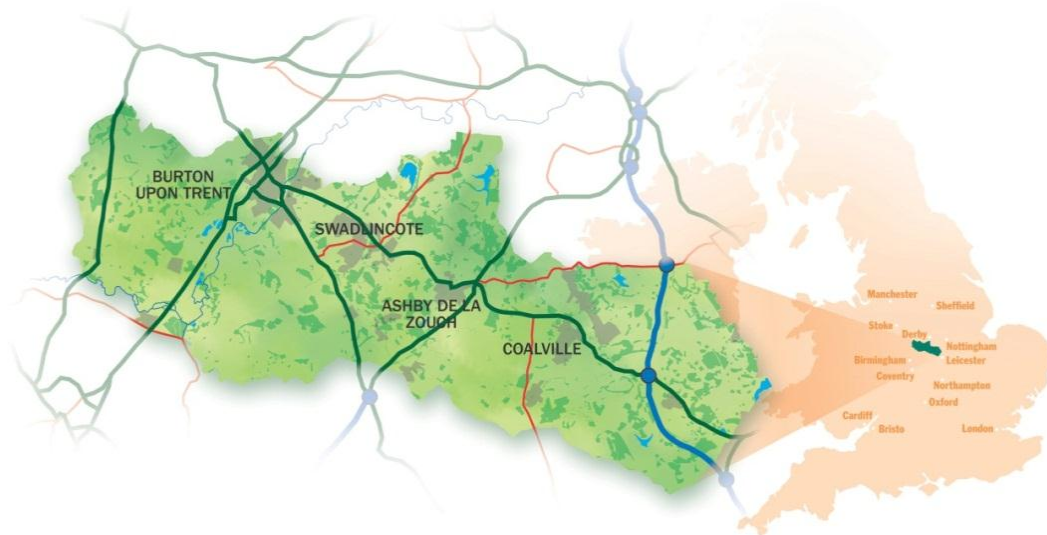 BURTON
UPON TRENT
SWADLINCOTE
ASHBY DE LA
ZOUCH
COALVILLE
Manchester
Sheffield
Stoke
Derby
Nottingham
Birmingham
Leicester
Coventry
Northampton
Oxford
Cardiff
Bristo
London